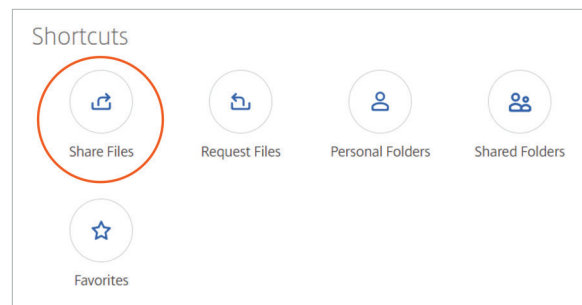 Shortcuts
Share Files
Request Files
Personal Folders
Shared Folders
Favorites